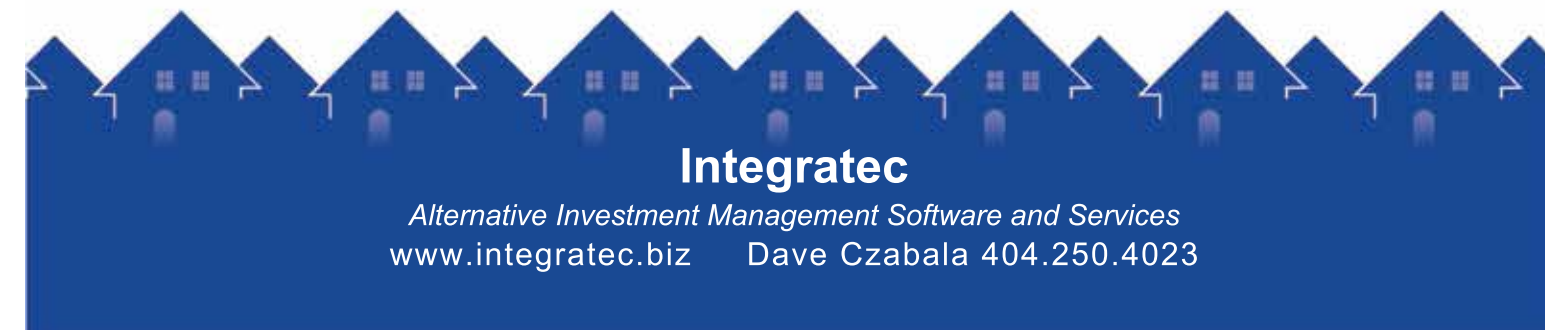 Integratec
Alternative Investment Management Software and Services
www.integratec.biz Dave Czabala 404.250.4023